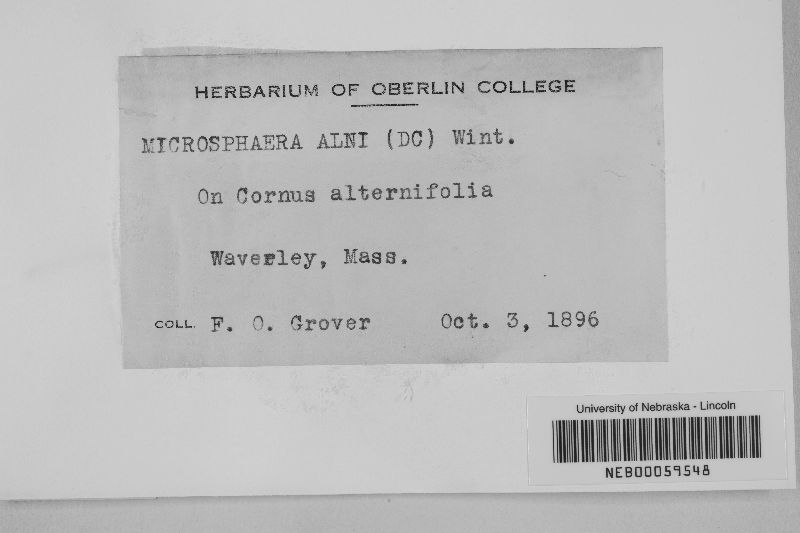 HERBARIUM OF OBERLIN COLLEGE
MICROSPHAERA ALNI (DC) Wint.
On Cornus alternifolia
Waverley, Mass.
COLL. F. O. Grover Oct. 3, 1896
University of Nebraska - Lincoln
NEB00059548